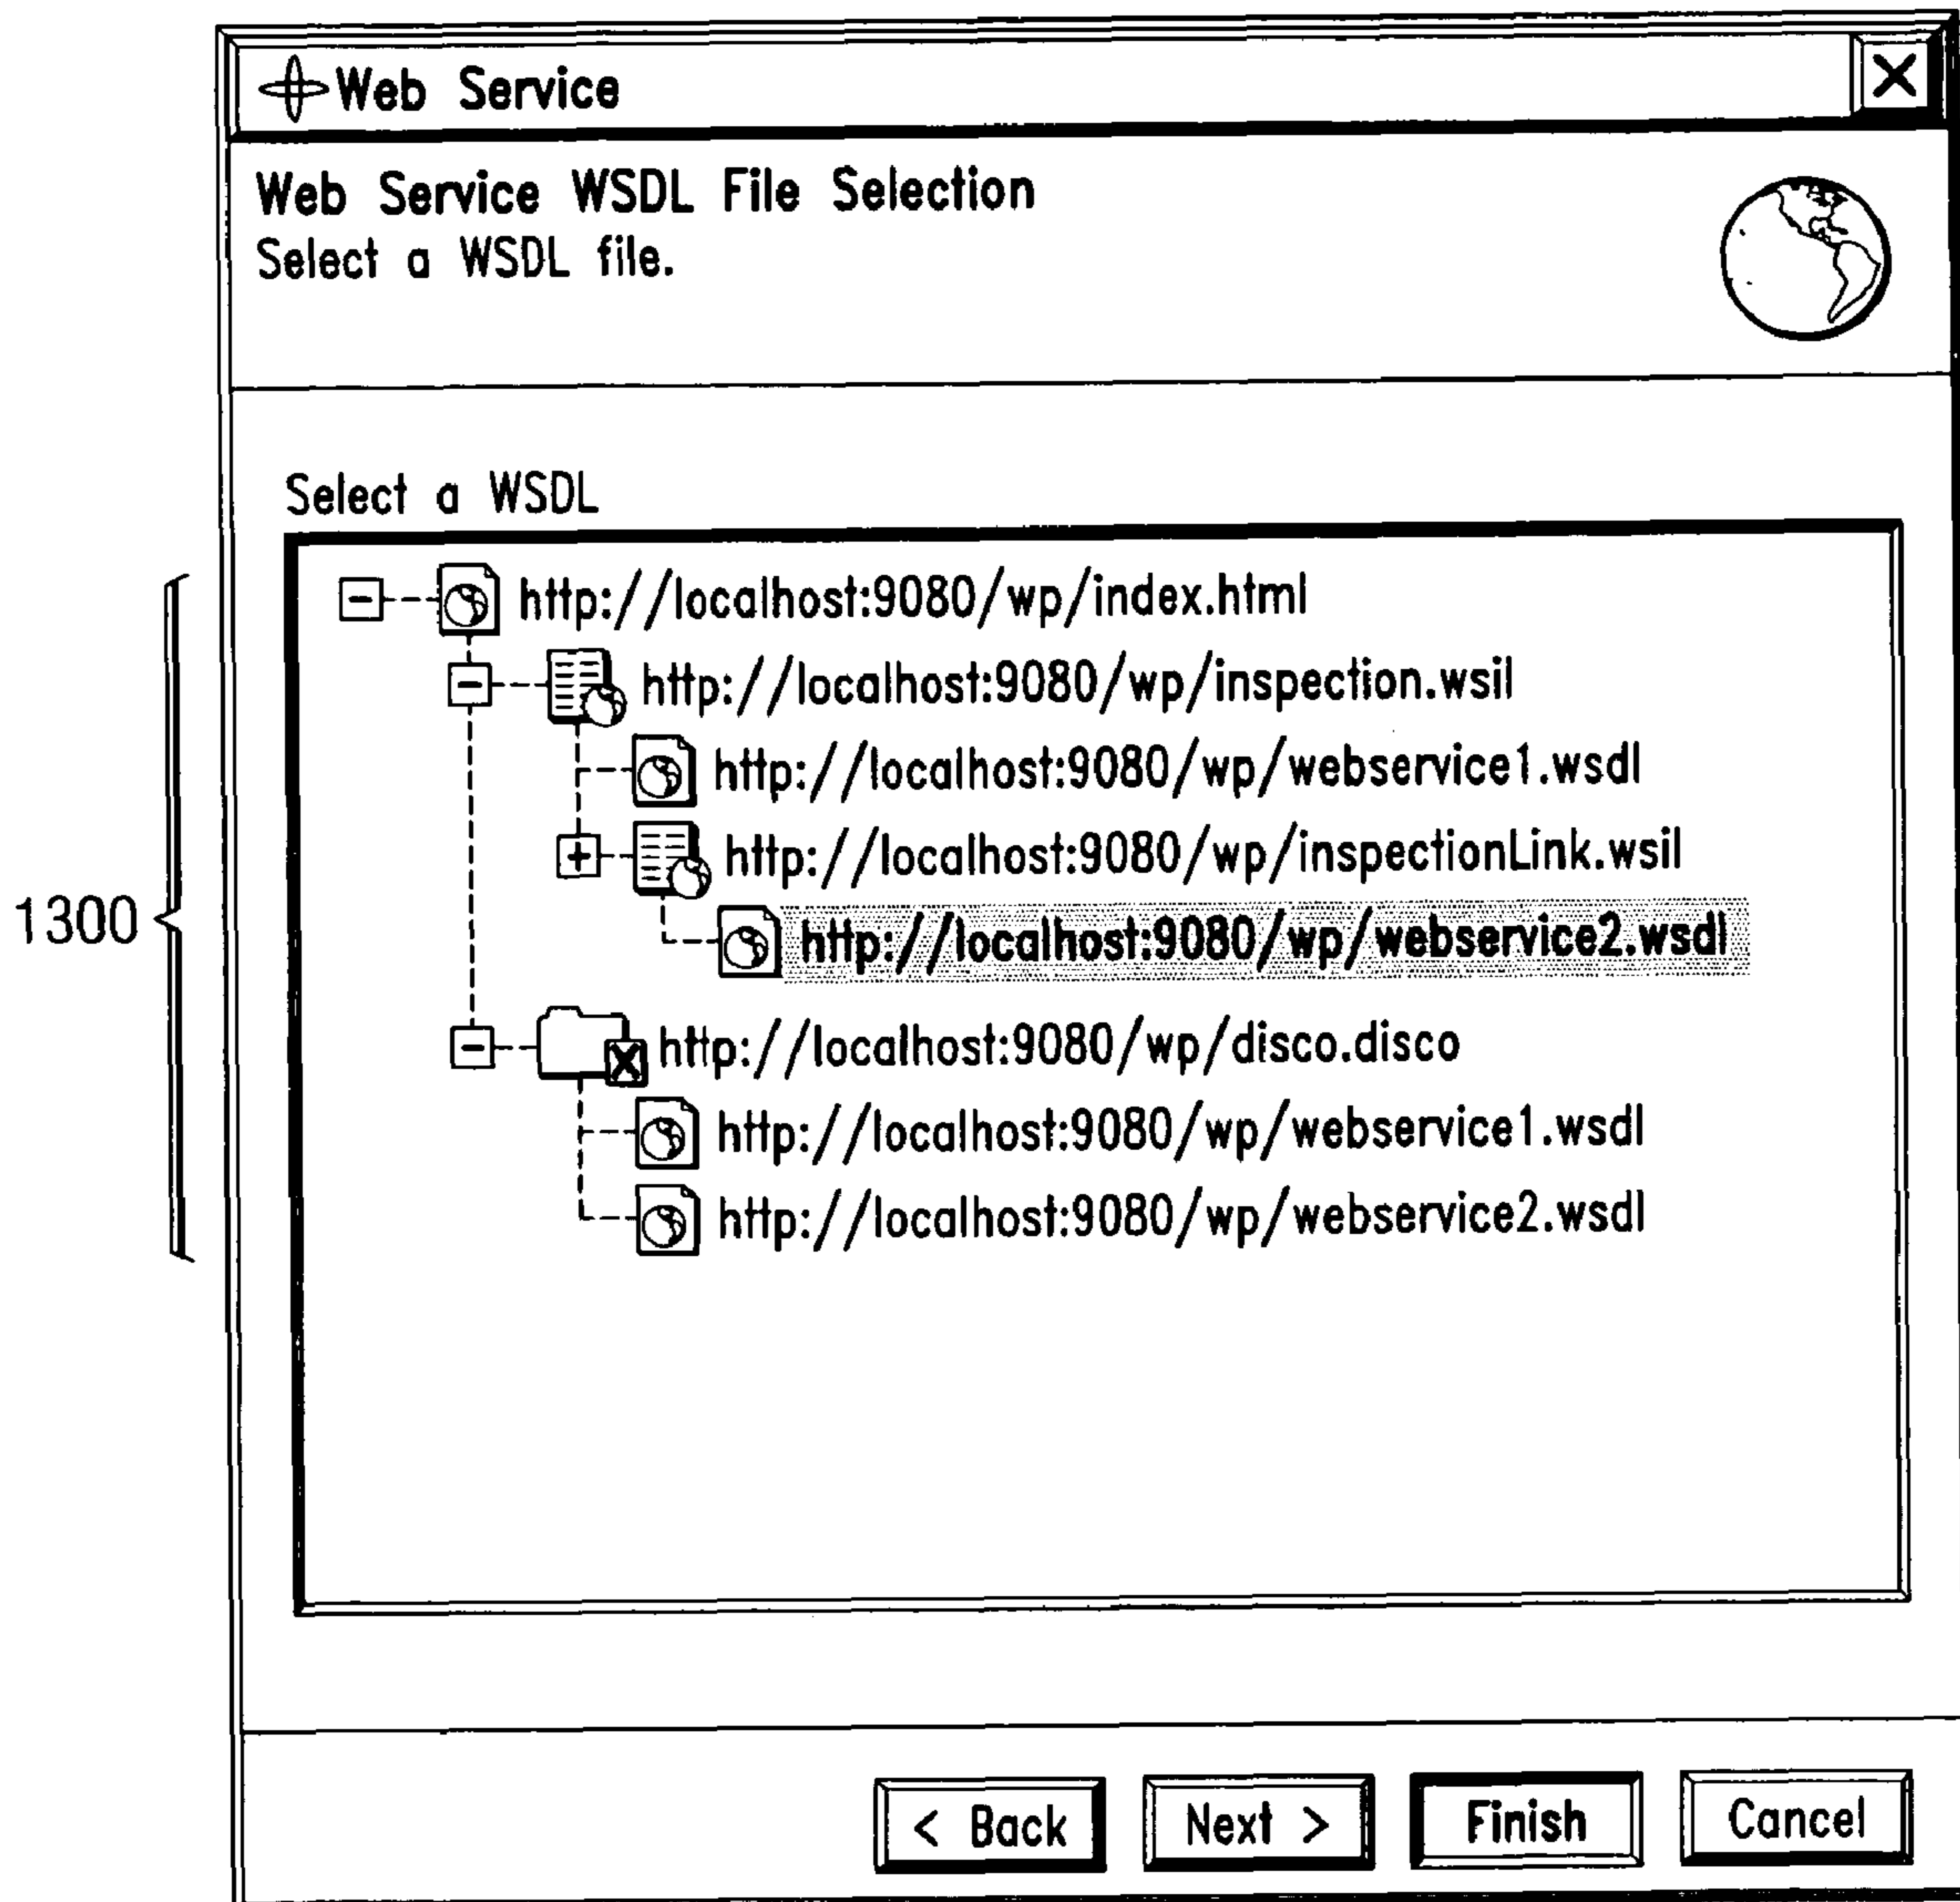 Web Service
Web Service WSDL File Selection
Select a WSDL file.
Select a WSDL
http://localhost:9080/wp/index.html
http://localhost:9080/wp/inspection.wsil
http://localhost:9080/wp/webservice1.wsdl
http://localhost:9080/wp/inspectionLink.wsil
1300
http://localhost:9080/wp/webservice2.wsdl
http://localhost:9080/wp/disco.disco
http://localhost:9080/wp/webservice1.wsdl
http://localhost:9080/wp/webservice2.wsdl
< Back Next > Finish Cancel